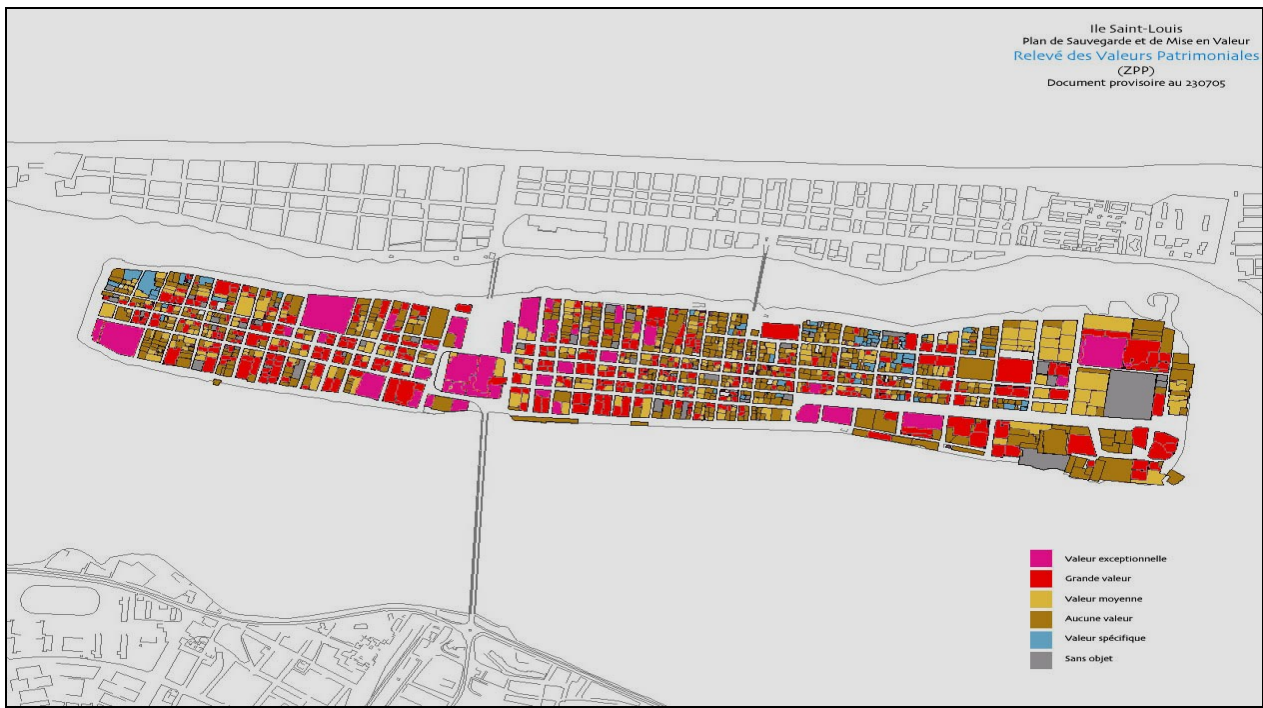 Ile Saint-Louis
Plan de Sauvegarde et de Mise en Valeur
Relevé des Valeurs Patrimoniales
(ZPP)
Document provisoire au 230705
Valeur exceptionnelle
Grande valeur
Valeur moyenne
Aucune valeur
Valeur spécifique
Sans objet